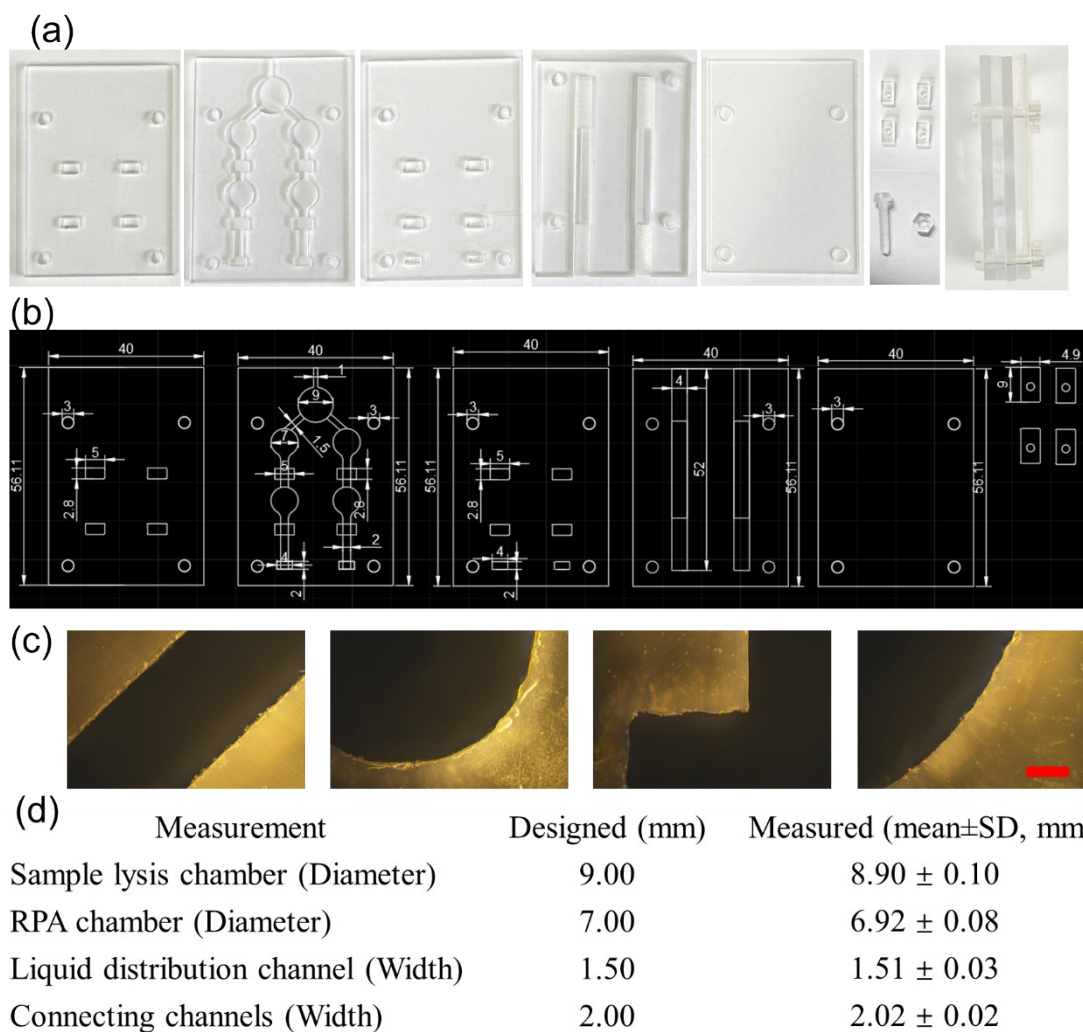 (a)
(b)
40 40 40 40 40 4.9
1
9 3 4 9
3 3 3 3
7 1.5
5 5 5
56.11 56.11 56.11 52 56.11 56.11
2.8 2.8 2.8
4 2 4
2 2
(c)
(d)
Measurement Designed (mm) Measured (mean±SD, mm
Sample lysis chamber (Diameter) 9.00 8.90 ± 0.10
RPA chamber (Diameter) 7.00 6.92 ± 0.08
Liquid distribution channel (Width) 1.50 1.51 ± 0.03
Connecting channels (Width) 2.00 2.02 ± 0.02